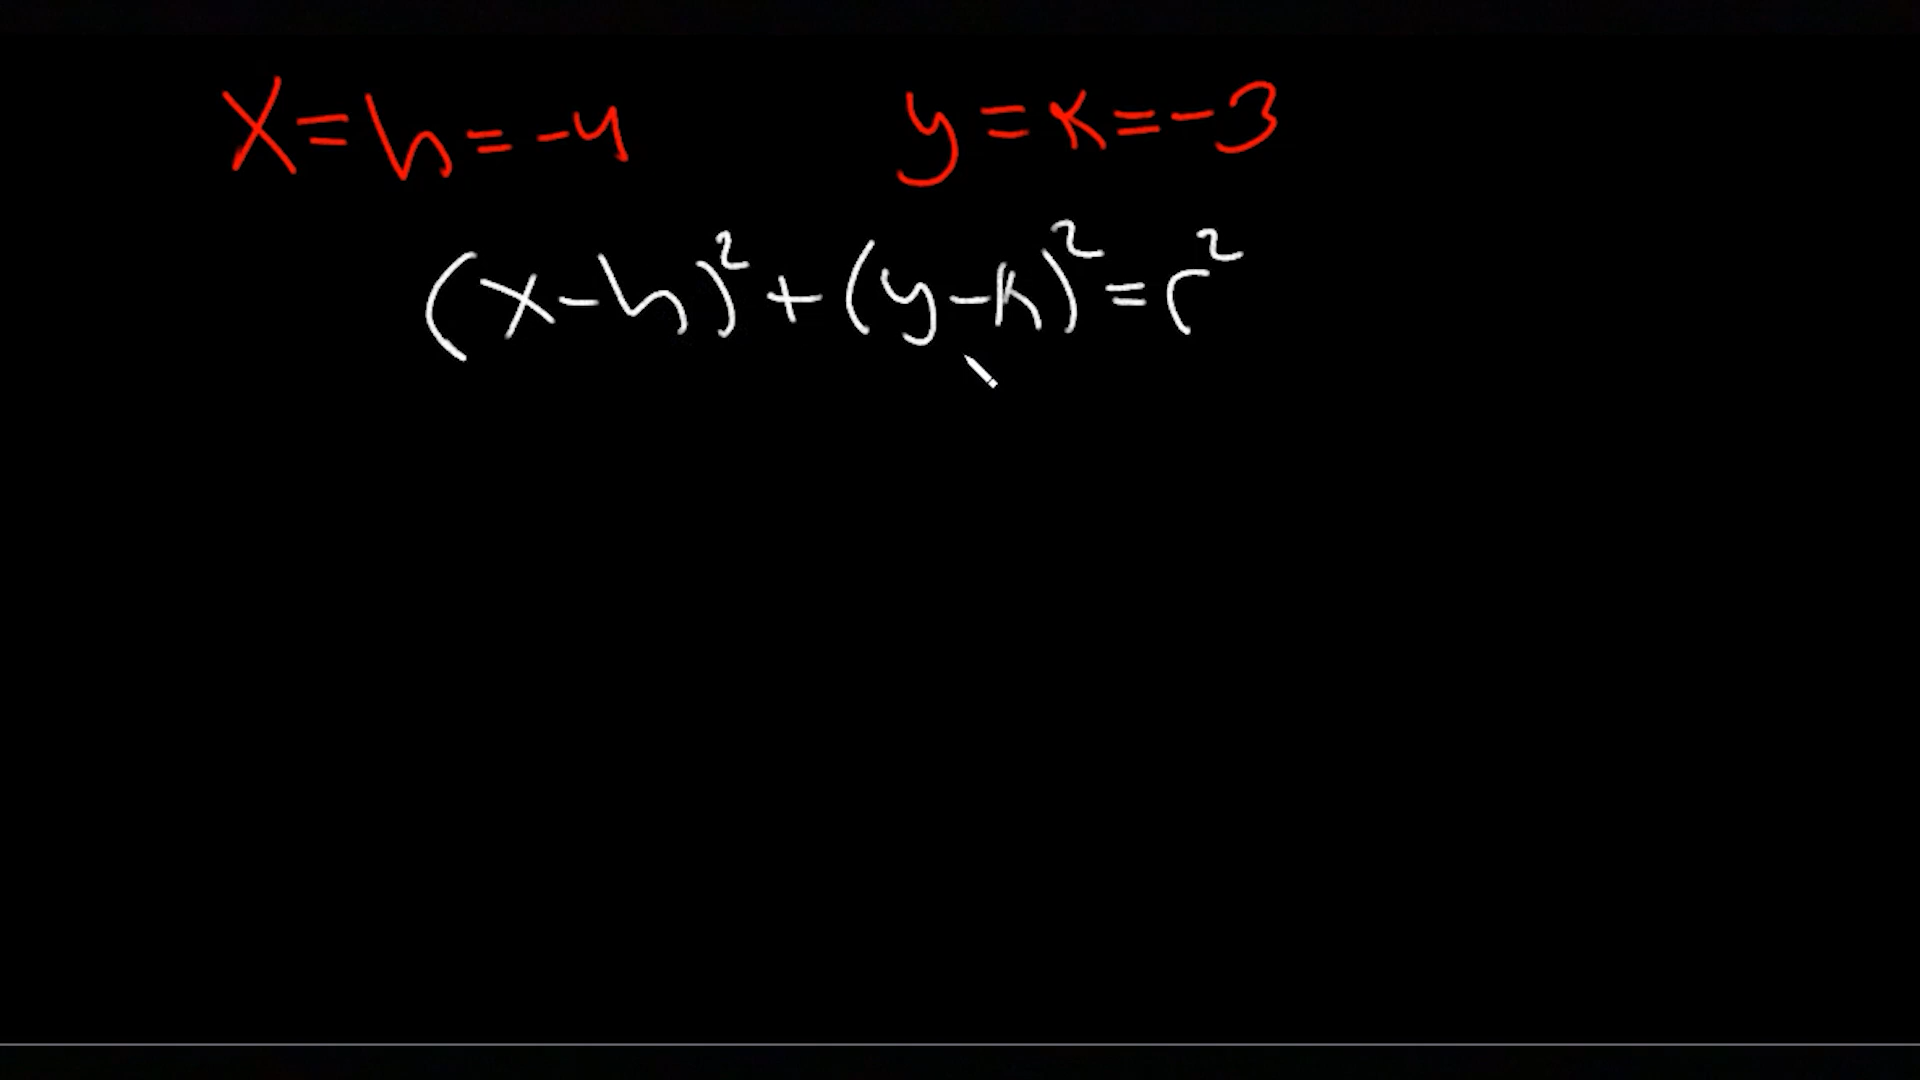 X=h=-4 y=k=-3
(x-h)²+(y-k)²=r²